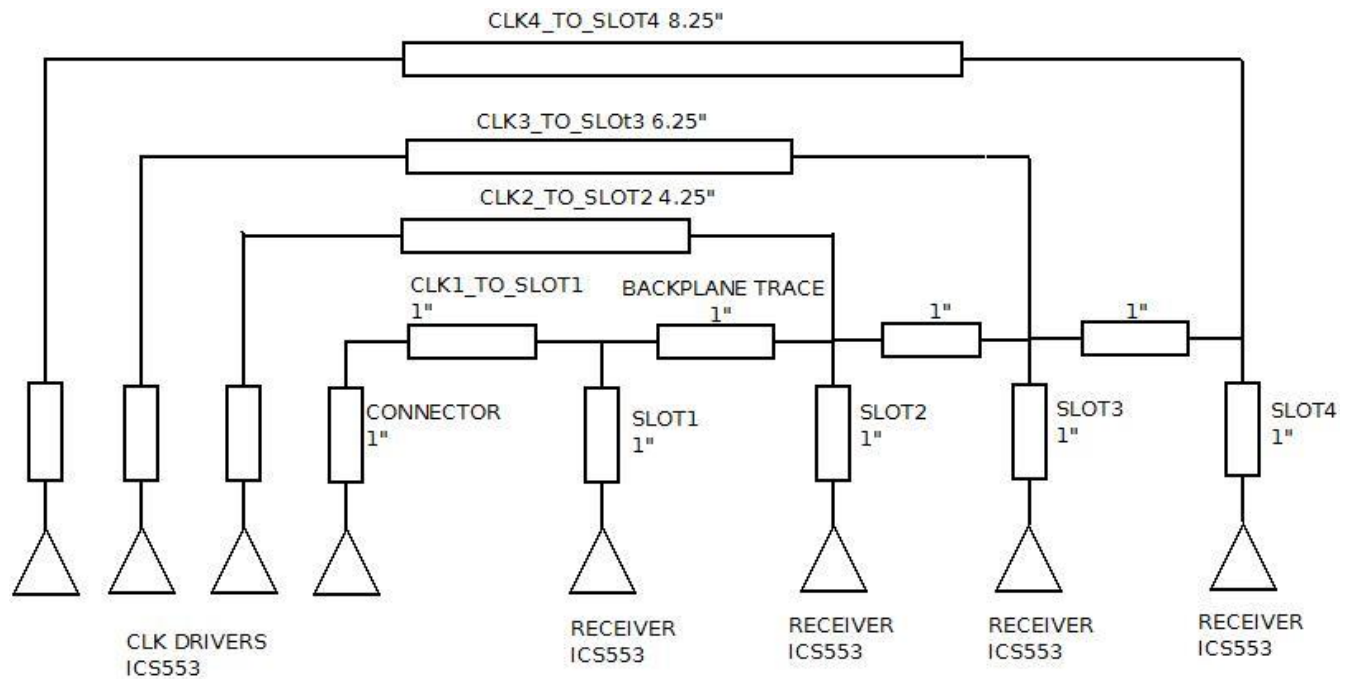 CLK4_TO_SLOT4 8.25"
CLK3_TO_SLOt3 6.25"
CLK2_TO_SLOT2 4.25"
CLK1_TO_SLOT1
1"
BACKPLANE TRACE
1"
1"
1"
CONNECTOR
1"
SLOT1
1"
SLOT2
1"
SLOT3
1"
SLOT4
1"
CLK DRIVERS
ICS553
RECEIVER
ICS553
RECEIVER
ICS553
RECEIVER
ICS553
RECEIVER
ICS553